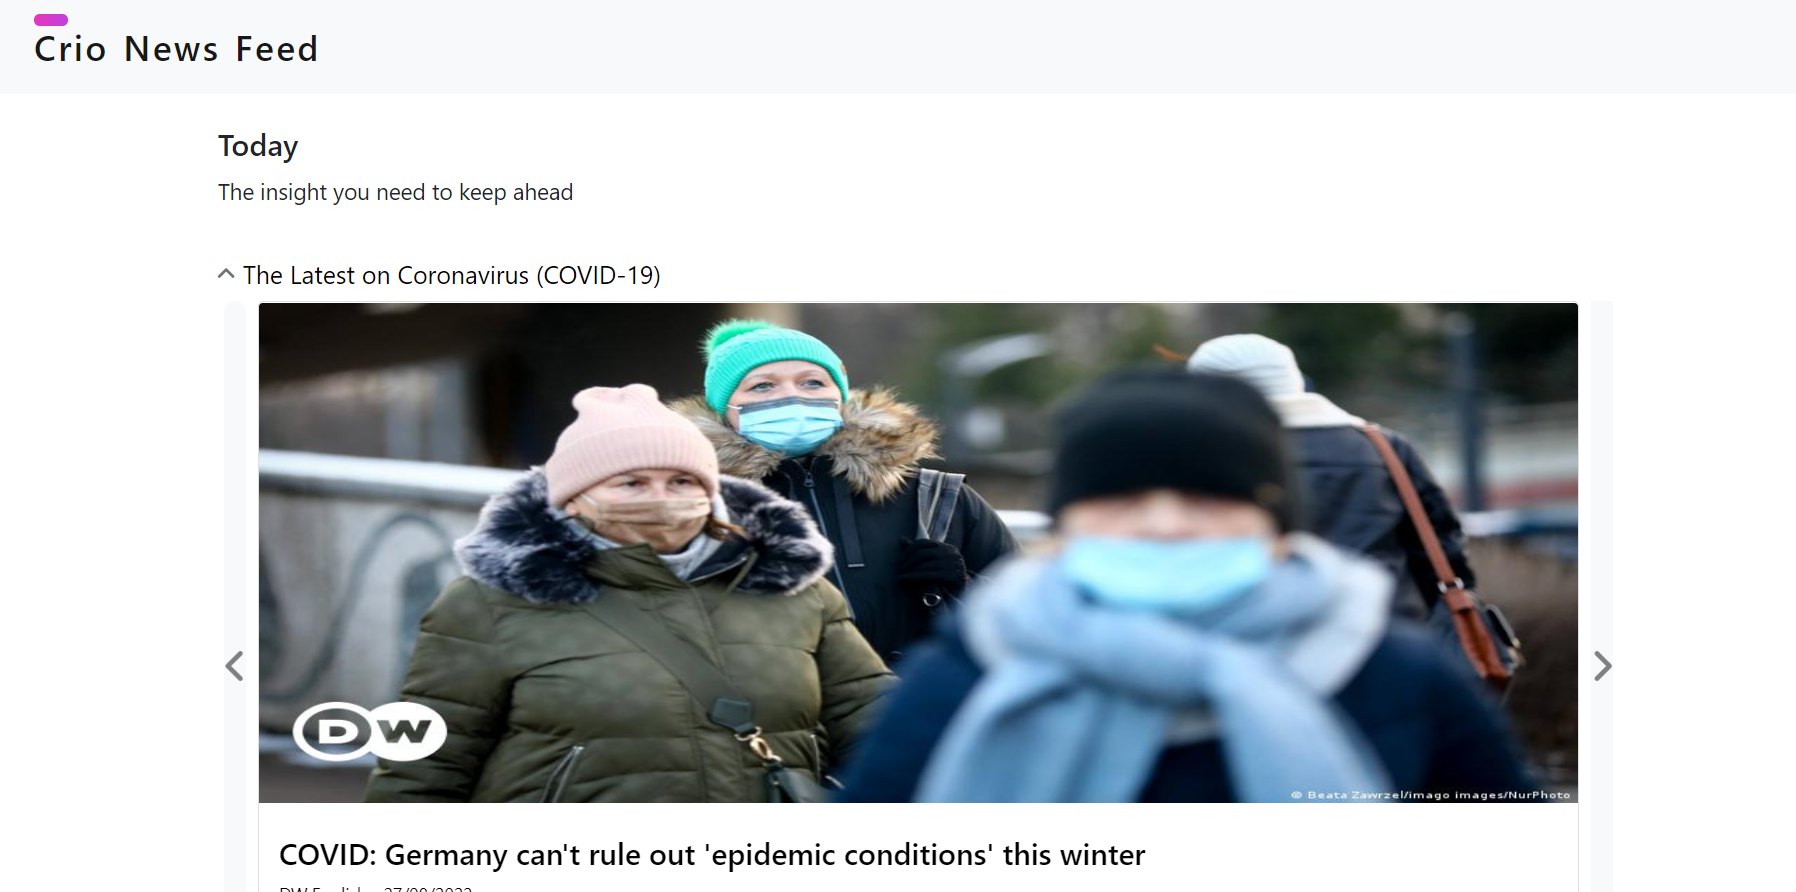 Crio News Feed
Today
The insight you need to keep ahead
The Latest on Coronavirus (COVID-19)
DW
© Beata Zawrzel/imago images/NurPhoto
COVID: Germany can't rule out 'epidemic conditions' this winter